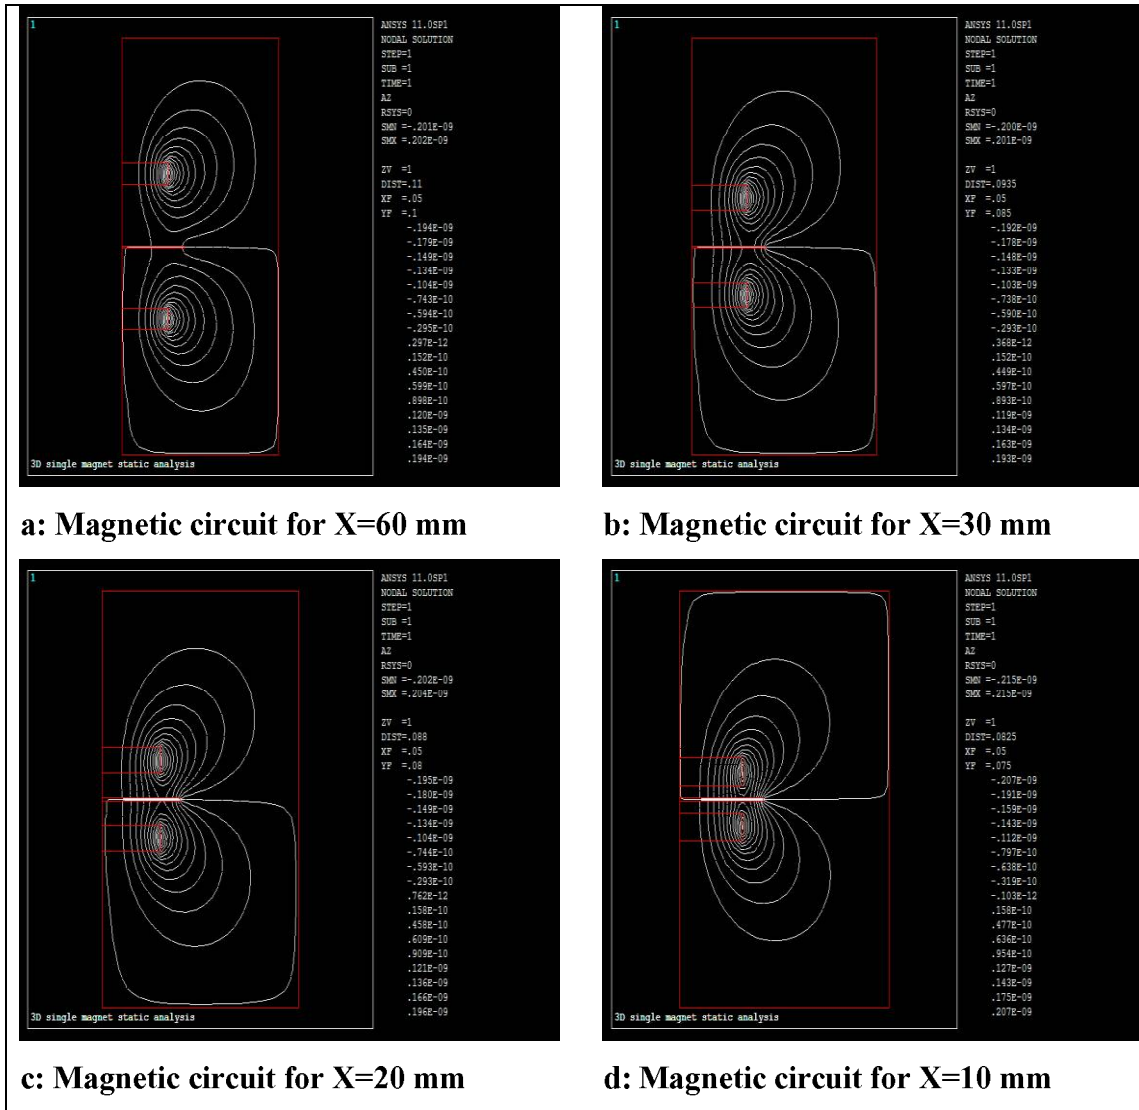 1
ANSYS 11.0SP1
NODAL SOLUTION
STEP=1
SUB =1
TIME=1
AZ
RSYS=0
SMN =-.201E-09
SMX =.202E-09
ZV =1
DIST=.11
XF =.05
YF =.1
-.194E-09
-.179E-09
-.149E-09
-.134E-09
-.104E-09
-.743E-10
-.594E-10
-.295E-10
.297E-12
.152E-10
.450E-10
.599E-10
.898E-10
.120E-09
.135E-09
.164E-09
.194E-09
3D single magnet static analysis
a: Magnetic circuit for X=60 mm
1
ANSYS 11.0SP1
NODAL SOLUTION
STEP=1
SUB =1
TIME=1
AZ
RSYS=0
SMN =-.200E-09
SMX =.201E-09
ZV =1
DIST=.0935
XF =.05
YF =.085
-.192E-09
-.178E-09
-.148E-09
-.133E-09
-.103E-09
-.738E-10
-.590E-10
-.293E-10
.368E-12
.152E-10
.449E-10
.597E-10
.893E-10
.119E-09
.134E-09
.163E-09
.193E-09
3D single magnet static analysis
b: Magnetic circuit for X=30 mm
1
ANSYS 11.0SP1
NODAL SOLUTION
STEP=1
SUB =1
TIME=1
AZ
RSYS=0
SMN =-.202E-09
SMX =.204E-09
ZV =1
DIST=.088
XF =.05
YF =.08
-.195E-09
-.180E-09
-.149E-09
-.134E-09
-.104E-09
-.744E-10
-.593E-10
-.293E-10
.762E-12
.158E-10
.458E-10
.609E-10
.909E-10
.121E-09
.136E-09
.166E-09
.196E-09
3D single magnet static analysis
c: Magnetic circuit for X=20 mm
1
ANSYS 11.0SP1
NODAL SOLUTION
STEP=1
SUB =1
TIME=1
AZ
RSYS=0
SMN =-.215E-09
SMX =.215E-09
ZV =1
DIST=.0825
XF =.05
YF =.075
-.207E-09
-.191E-09
-.159E-09
-.143E-09
-.112E-09
-.797E-10
-.638E-10
-.319E-10
-.103E-12
.158E-10
.477E-10
.636E-10
.954E-10
.127E-09
.143E-09
.175E-09
.207E-09
3D single magnet static analysis
d: Magnetic circuit for X=10 mm